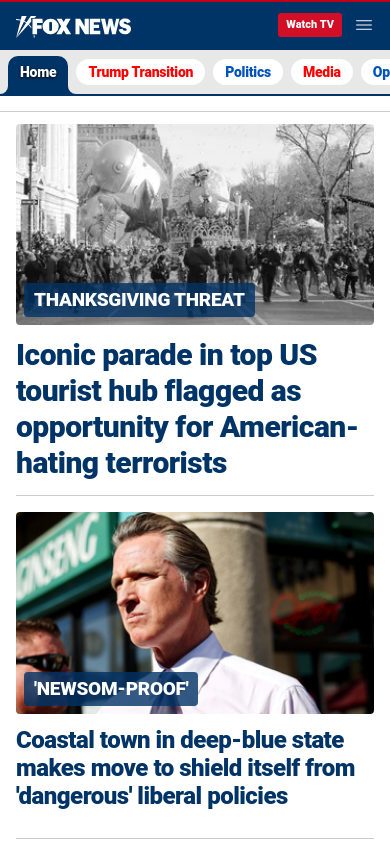 FOX NEWS
Watch TV
Home
Trump Transition
Politics
Media
Op
THANKSGIVING THREAT
Iconic parade in top US
tourist hub flagged as
opportunity for American-
hating terrorists
GINSENG
'NEWSOM-PROOF'
Coastal town in deep-blue state
makes move to shield itself from
'dangerous' liberal policies